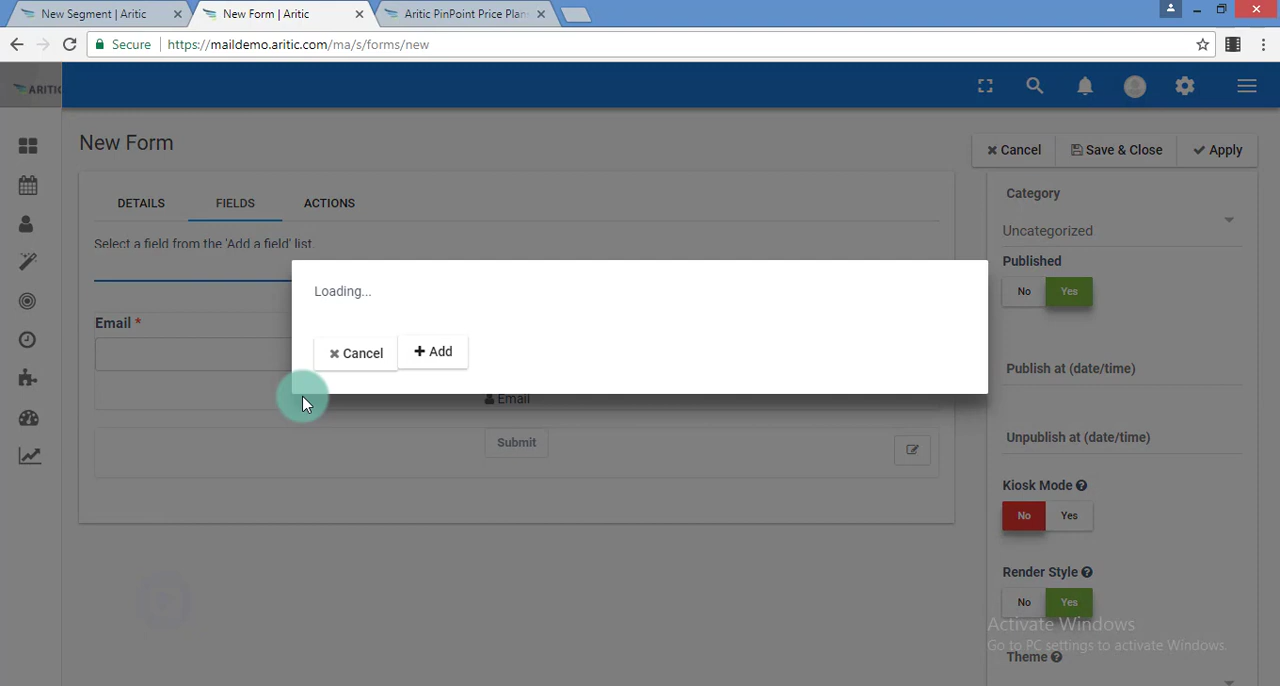 New Segment | Aritic
New Form | Aritic
Aritic PinPoint Price Plan
Secure
https://maildemo.aritic.com/ma/s/forms/new
ARITIC
New Form
Cancel
Save & Close
Apply
DETAILS
FIELDS
ACTIONS
Select a field from the 'Add a field' list.
Email *
Loading...
Cancel
Add
Email
Submit
Category
Uncategorized
Published
No
Yes
Publish at (date/time)
Unpublish at (date/time)
Kiosk Mode
No
Yes
Render Style
No
Yes
Activate Windows
Go to PC settings to activate Windows.
Theme